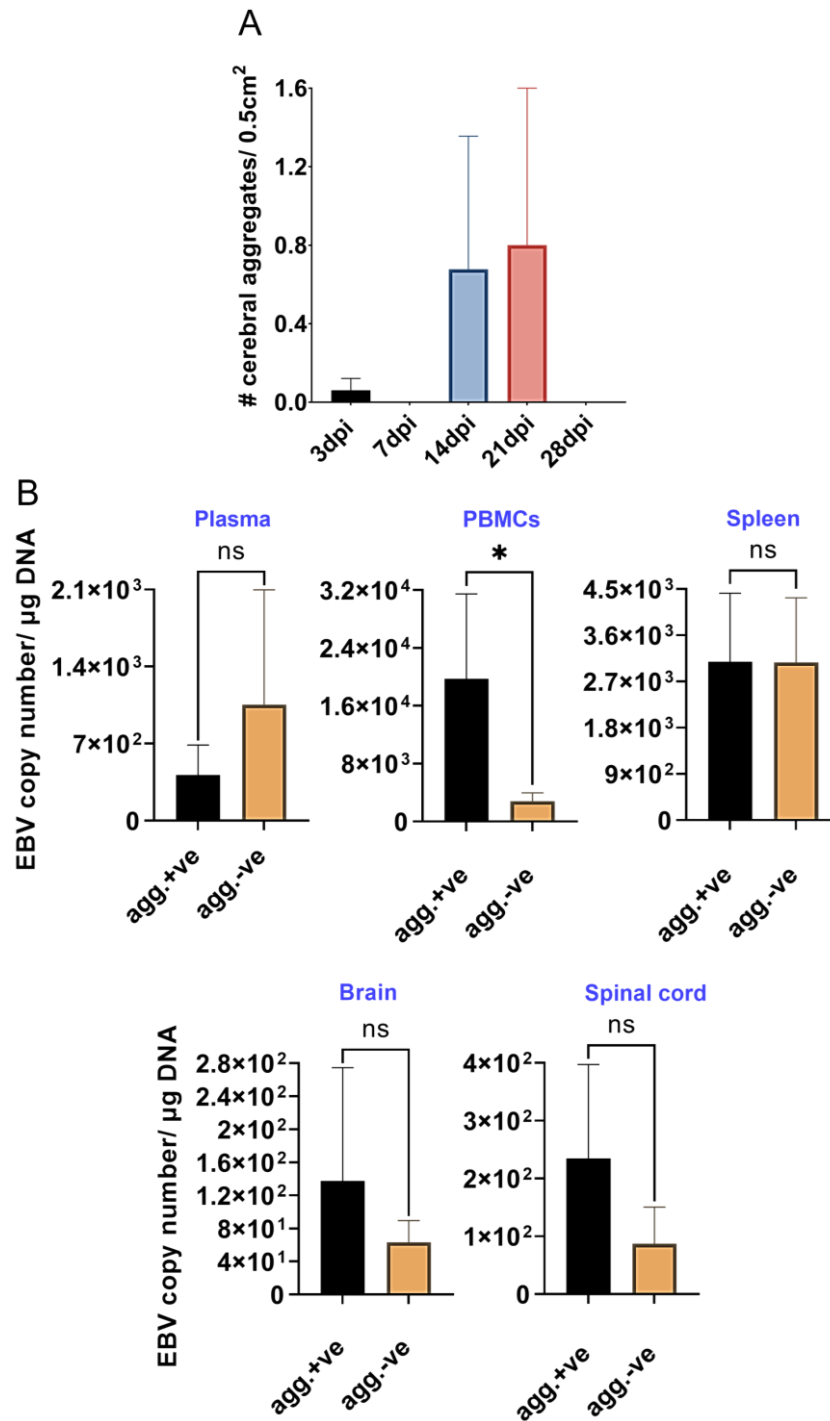 A
# cerebral aggregates/ 0.5cm²
1.6
1.2
0.8
0.4
0.0
3dpi
7dpi
14dpi
21dpi
28dpi
B
EBV copy number/ µg DNA
Plasma
ns
2.1×10³
1.4×10³
7×10²
0
agg.+ve
agg.-ve
PBMCs
*
3.2×10⁴
2.4×10⁴
1.6×10⁴
8×10³
0
agg.+ve
agg.-ve
Spleen
ns
4.5×10³
3.6×10³
2.7×10³
1.8×10³
9×10²
0
agg.+ve
agg.-ve
EBV copy number/ µg DNA
Brain
ns
2.8×10²
2.4×10²
2×10²
1.6×10²
1.2×10²
8×10¹
4×10¹
0
agg.+ve
agg.-ve
Spinal cord
ns
4×10²
3×10²
2×10²
1×10²
0
agg.+ve
agg.-ve